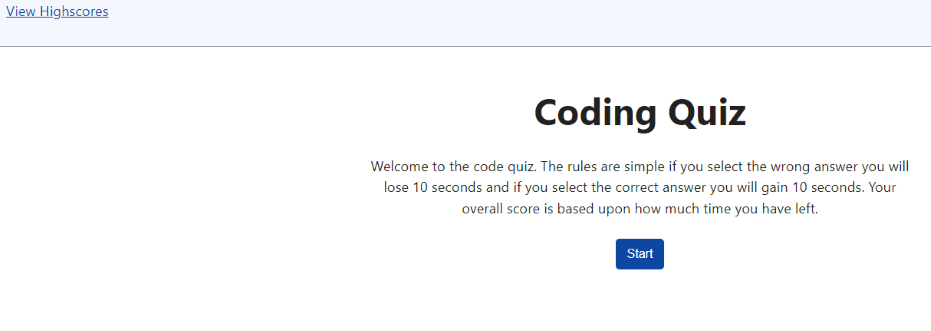 View Highscores
Coding Quiz
Welcome to the code quiz. The rules are simple if you select the wrong answer you will
lose 10 seconds and if you select the correct answer you will gain 10 seconds. Your
overall score is based upon how much time you have left.
Start